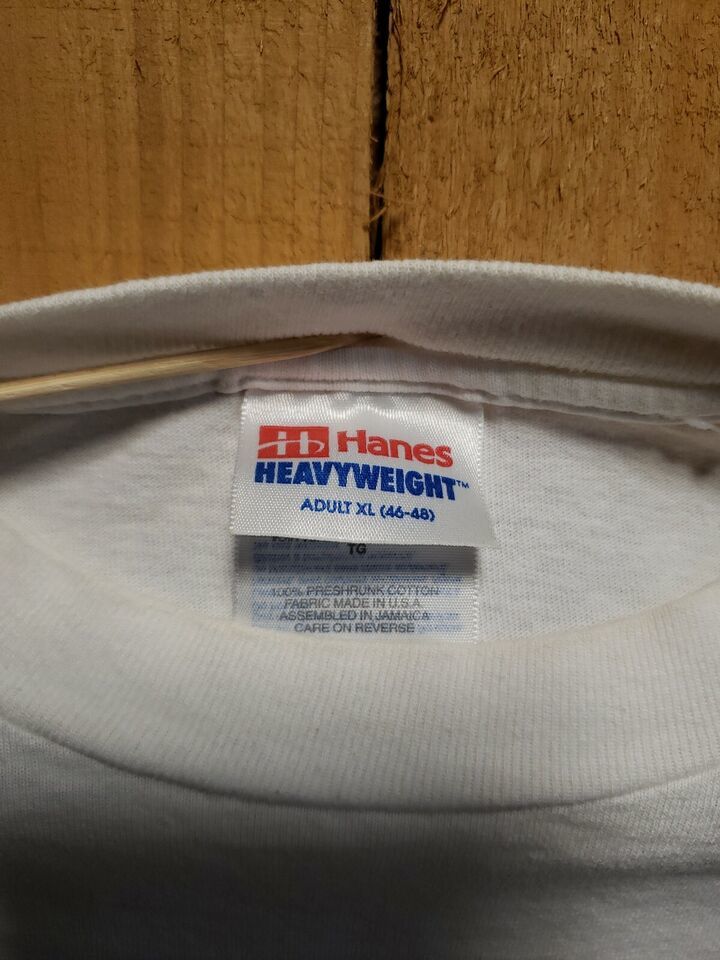 Hanes
HEAVYWEIGHT™
ADULT XL (46-48)
TG
100% PRESHRUNK COTTON
FABRIC MADE IN U.S.A.
ASSEMBLED IN JAMAICA
CARE ON REVERSE